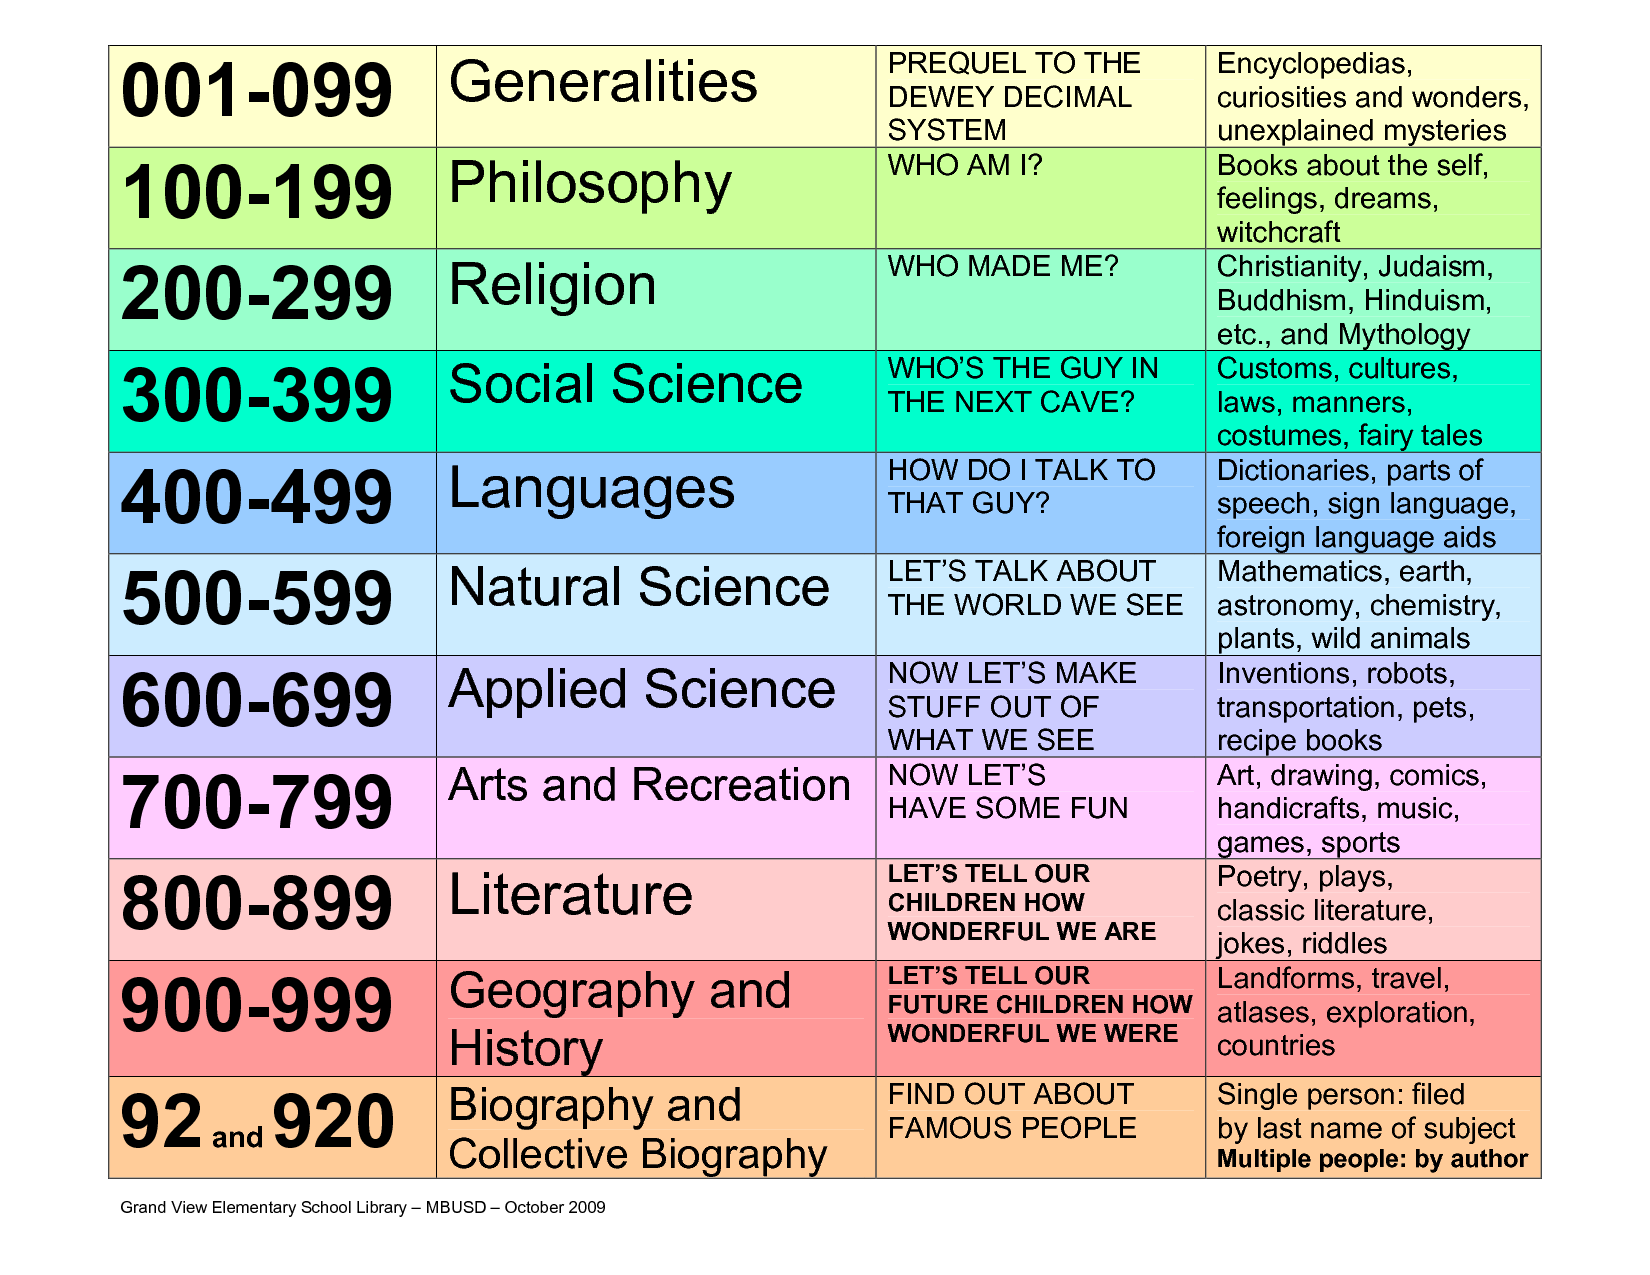 001-099
Generalities
PREQUEL TO THE
DEWEY DECIMAL
SYSTEM
Encyclopedias,
curiosities and wonders,
unexplained mysteries
100-199
Philosophy
WHO AM I?
Books about the self,
feelings, dreams,
witchcraft
200-299
Religion
WHO MADE ME?
Christianity, Judaism,
Buddhism, Hinduism,
etc., and Mythology
300-399
Social Science
WHO’S THE GUY IN
THE NEXT CAVE?
Customs, cultures,
laws, manners,
costumes, fairy tales
400-499
Languages
HOW DO I TALK TO
THAT GUY?
Dictionaries, parts of
speech, sign language,
foreign language aids
500-599
Natural Science
LET’S TALK ABOUT
THE WORLD WE SEE
Mathematics, earth,
astronomy, chemistry,
plants, wild animals
600-699
Applied Science
NOW LET’S MAKE
STUFF OUT OF
WHAT WE SEE
Inventions, robots,
transportation, pets,
recipe books
700-799
Arts and Recreation
NOW LET’S
HAVE SOME FUN
Art, drawing, comics,
handicrafts, music,
games, sports
800-899
Literature
LET’S TELL OUR
CHILDREN HOW
WONDERFUL WE ARE
Poetry, plays,
classic literature,
jokes, riddles
900-999
Geography and
History
LET’S TELL OUR
FUTURE CHILDREN HOW
WONDERFUL WE WERE
Landforms, travel,
atlases, exploration,
countries
92 and 920
Biography and
Collective Biography
FIND OUT ABOUT
FAMOUS PEOPLE
Single person: filed
by last name of subject
Multiple people: by author
Grand View Elementary School Library – MBUSD – October 2009